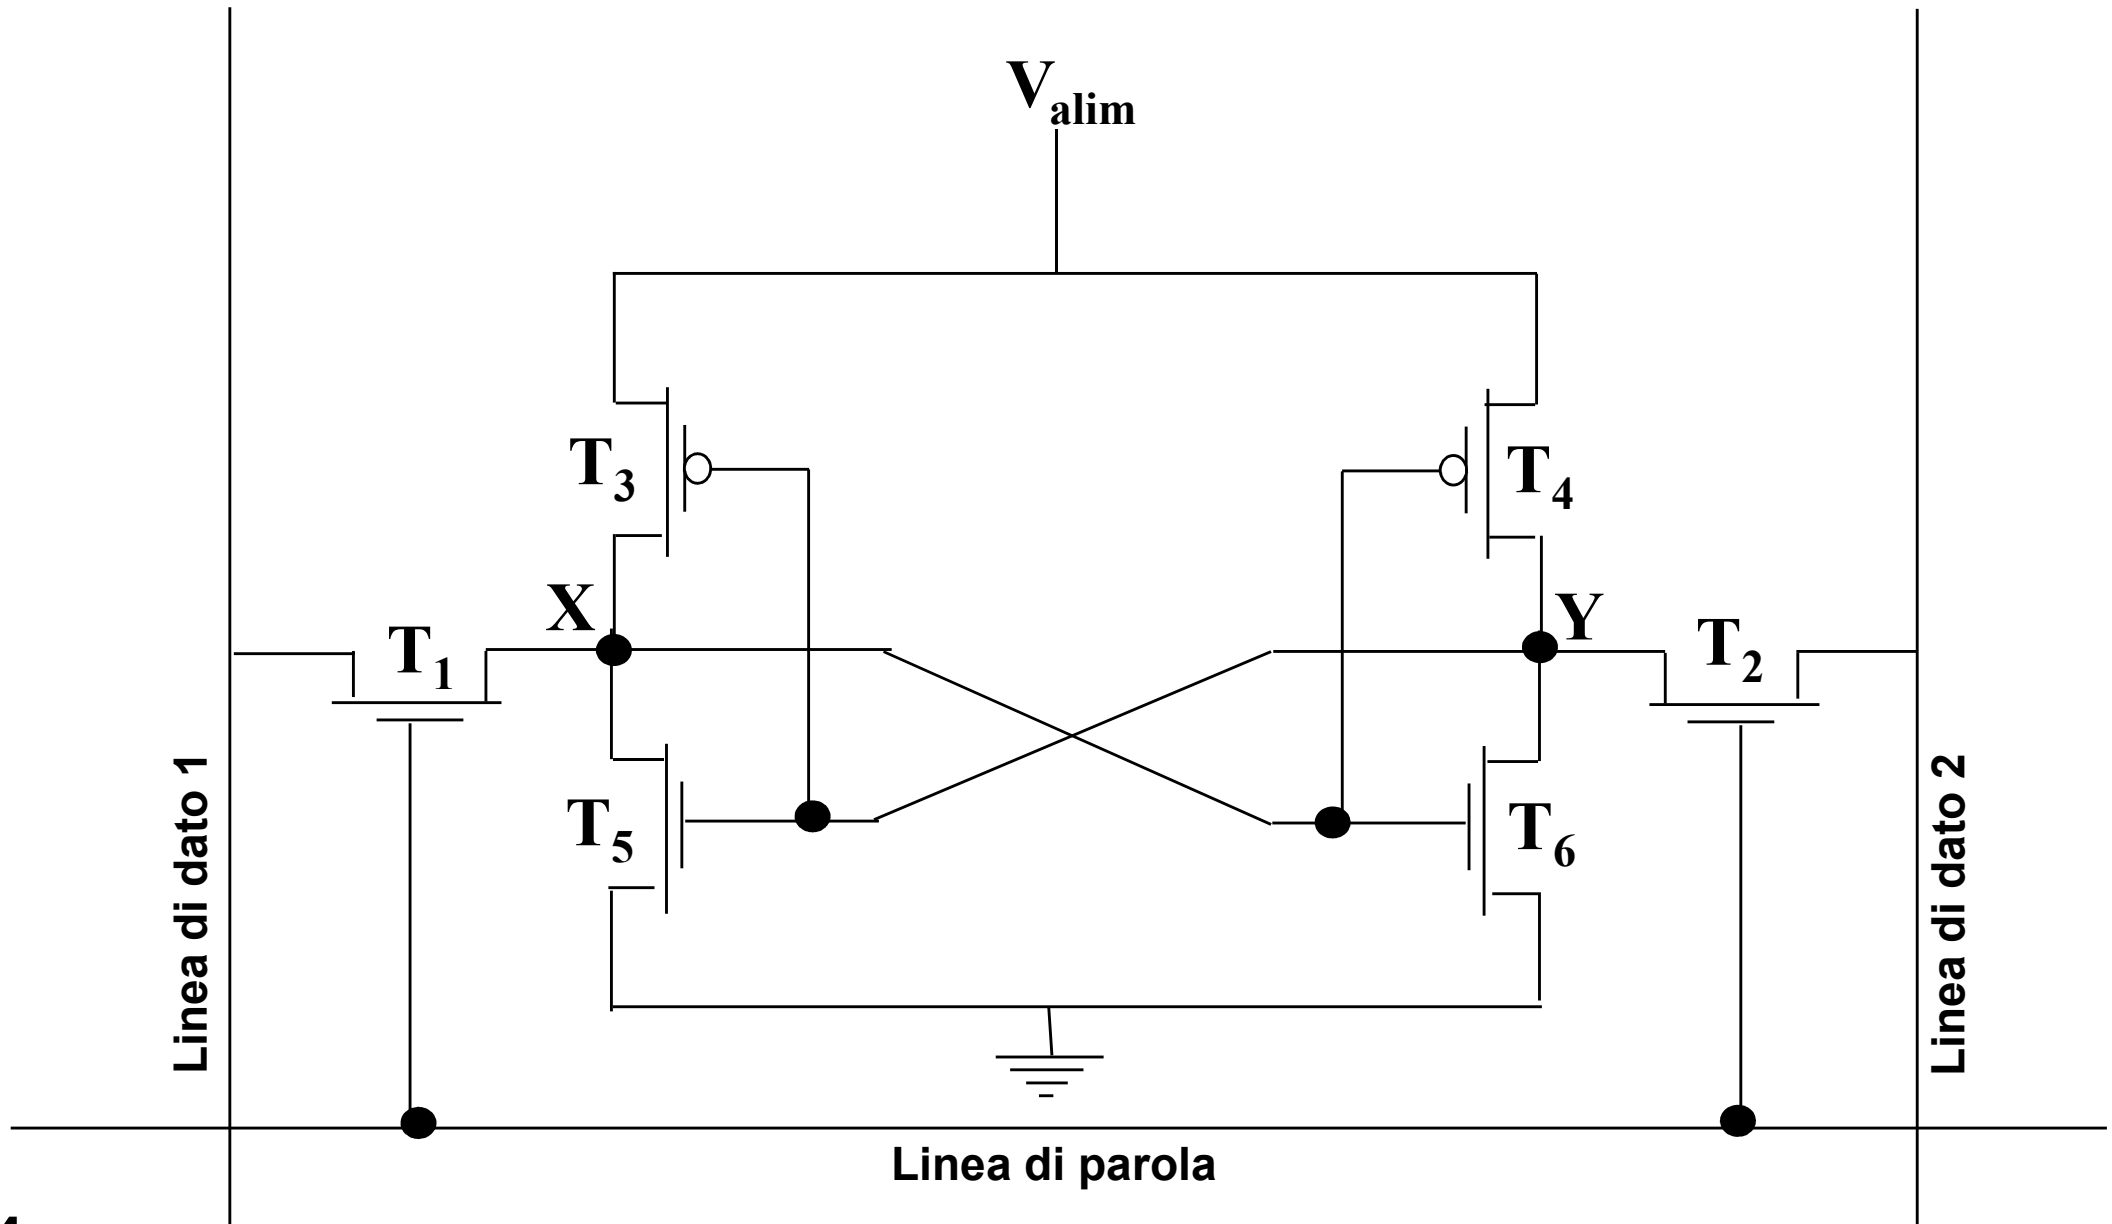 V_alim
T_3
T_4
X
Y
T_1
T_2
T_5
T_6
Linea di dato 1
Linea di dato 2
Linea di parola